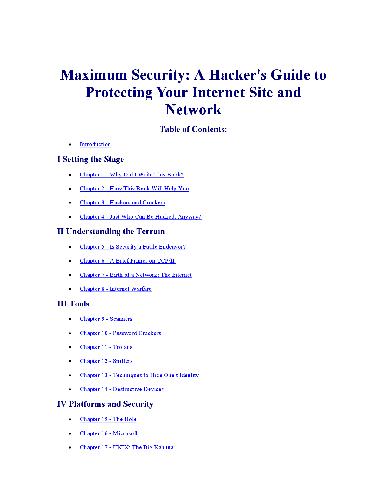 Maximum Security: A Hacker's Guide to
Protecting Your Internet Site and
Network
Table of Contents:
Introduction
I Setting the Stage
Chapter 1 - Why Did I Write This Book?
Chapter 2 - How This Book Will Help You
Chapter 3 - Hackers and Crackers
Chapter 4 - Just Who Can Be Hacked, Anyway?
II Understanding the Terrain
Chapter 5 - Is Security a Futile Endeavor?
Chapter 6 - A Brief Primer on TCP/IP
Chapter 7 - Birth of a Network: The Internet
Chapter 8 - Internet Warfare
III Tools
Chapter 9 - Scanners
Chapter 10 - Password Crackers
Chapter 11 - Trojans
Chapter 12 - Sniffers
Chapter 13 - Techniques to Hide One's Identity
Chapter 14 - Destructive Devices
IV Platforms and Security
Chapter 15 - The Hole
Chapter 16 - Microsoft
Chapter 17 - UNIX: The Big Kahuna